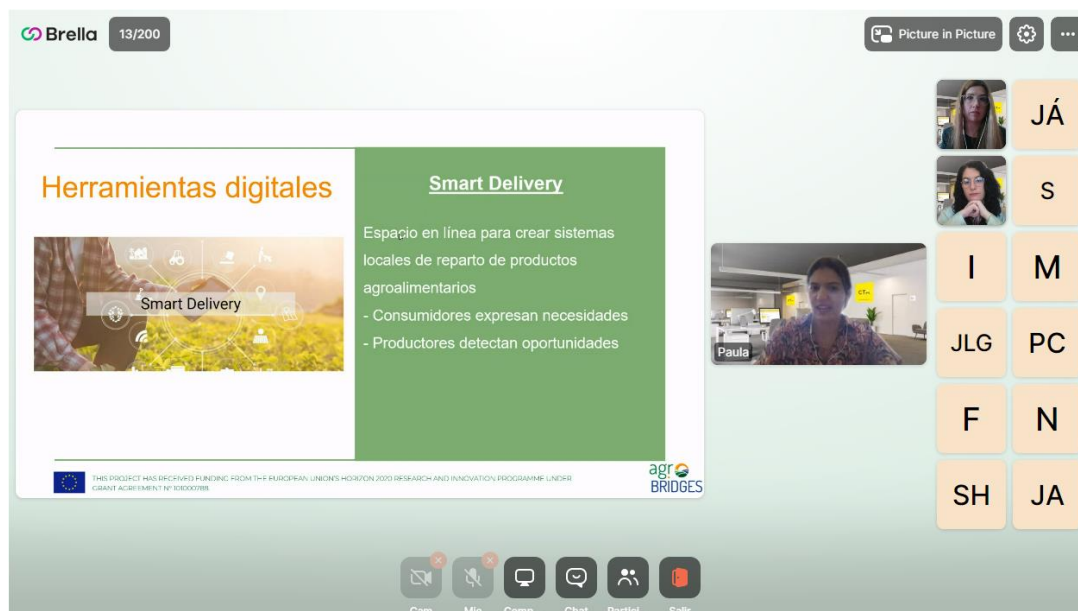 Brella
13/200
Picture in Picture
Herramientas digitales
Smart Delivery
Smart Delivery
Espacio en línea para crear sistemas
locales de reparto de productos
agroalimentarios
- Consumidores expresan necesidades
- Productores detectan oportunidades
THIS PROJECT HAS RECEIVED FUNDING FROM THE EUROPEAN UNION'S HORIZON 2020 RESEARCH AND INNOVATION PROGRAMME UNDER
GRANT AGREEMENT Nº 101000788.
agro
BRIDGES
Paula
JÁ
S
I
M
JLG
PC
F
N
SH
JA
Cam
Mic
Comp
Chat
Partici
Salir